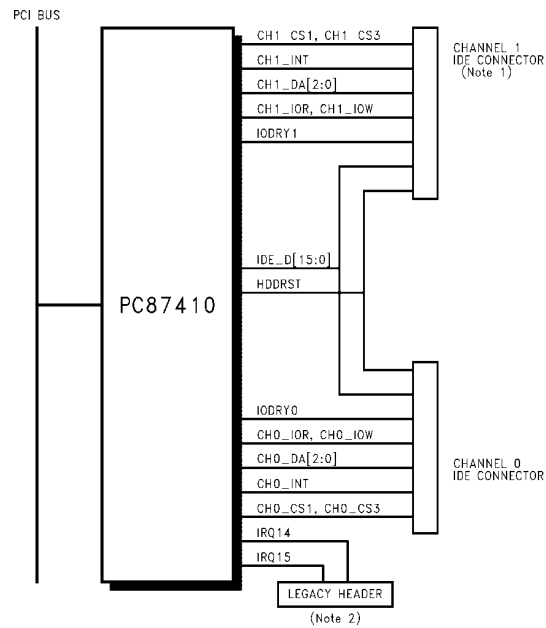 PCI BUS
CH1_CS1, CH1_CS3
CH1_INT
CH1_DA[2:0]
CH1_IOR, CH1_IOW
IODRY1
CHANNEL 1
IDE CONNECTOR
(Note 1)
IDE_D[15:0]
HDDRST
PC87410
IODRY0
CH0_IOR, CH0_IOW
CH0_DA[2:0]
CH0_INT
CH0_CS1, CH0_CS3
CHANNEL 0
IDE CONNECTOR
IRQ14
IRQ15
LEGACY HEADER
(Note 2)